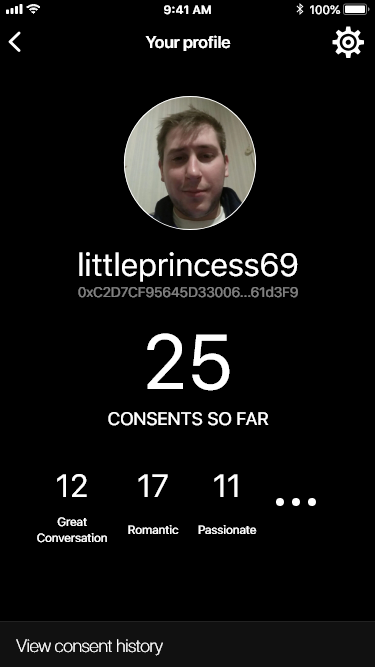 9:41 AM 100%
Your profile
littleprincess69
0xC2D7CF95645D33006...61d3F9
25
CONSENTS SO FAR
12 17 11
Great
Conversation Romantic Passionate
View consent history